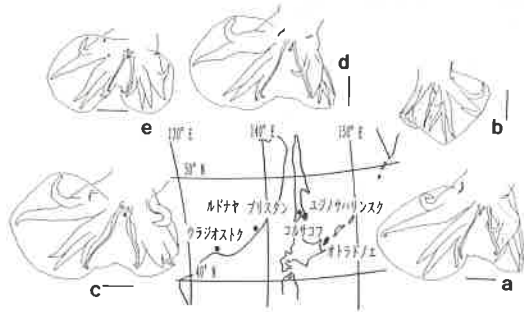 d
e
b
130° E
140° E
150° E
50° N
ルドナヤ プリスタン
ユジノサハリンスク
ウラジオストク
コルサコフ
オトラドノエ
40° N
c
a